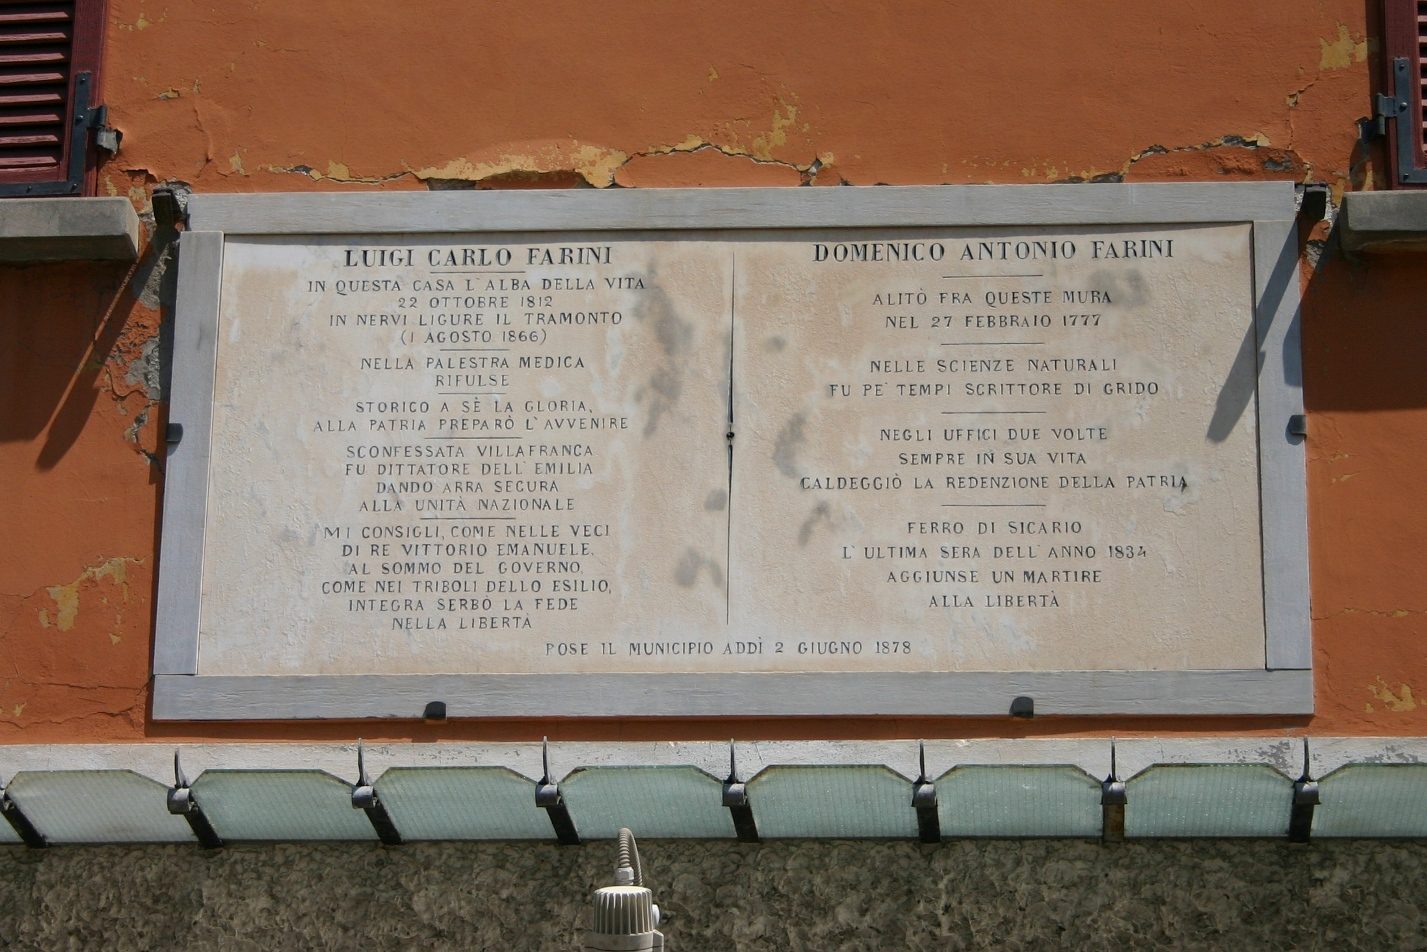 LUIGI CARLO FARINI
IN QUESTA CASA L'ALBA DELLA VITA
22 OTTOBRE 1812
IN NERVI LIGURE IL TRAMONTO
(1 AGOSTO 1866)
NELLA PALESTRA MEDICA
RIFULSE
STORICO A SÈ LA GLORIA,
ALLA PATRIA PREPARÒ L'AVVENIRE
SCONFESSATA VILLAFRANCA
FU DITTATORE DELL'EMILIA
DANDO ARRA SEGURA
ALLA UNITÀ NAZIONALE
MI CONSIGLI, COME NELLE VECI
DI RE VITTORIO EMANUELE,
AL SOMMO DEL GOVERNO,
COME NEI TRIBOLI DELLO ESILIO,
INTEGRA SERBÒ LA FEDE
NELLA LIBERTÀ
DOMENICO ANTONIO FARINI
ALITÒ FRA QUESTE MURA
NEL 27 FEBBRAIO 1777
NELLE SCIENZE NATURALI
FU PE' TEMPI SCRITTORE DI GRIDO
NEGLI UFFICI DUE VOLTE
SEMPRE IN SUA VITA
CALDEGGIÒ LA REDENZIONE DELLA PATRIA
FERRO DI SICARIO
L'ULTIMA SERA DELL'ANNO 1834
AGGIUNSE UN MARTIRE
ALLA LIBERTÀ
POSE IL MUNICIPIO ADDÌ 2 GIUGNO 1878